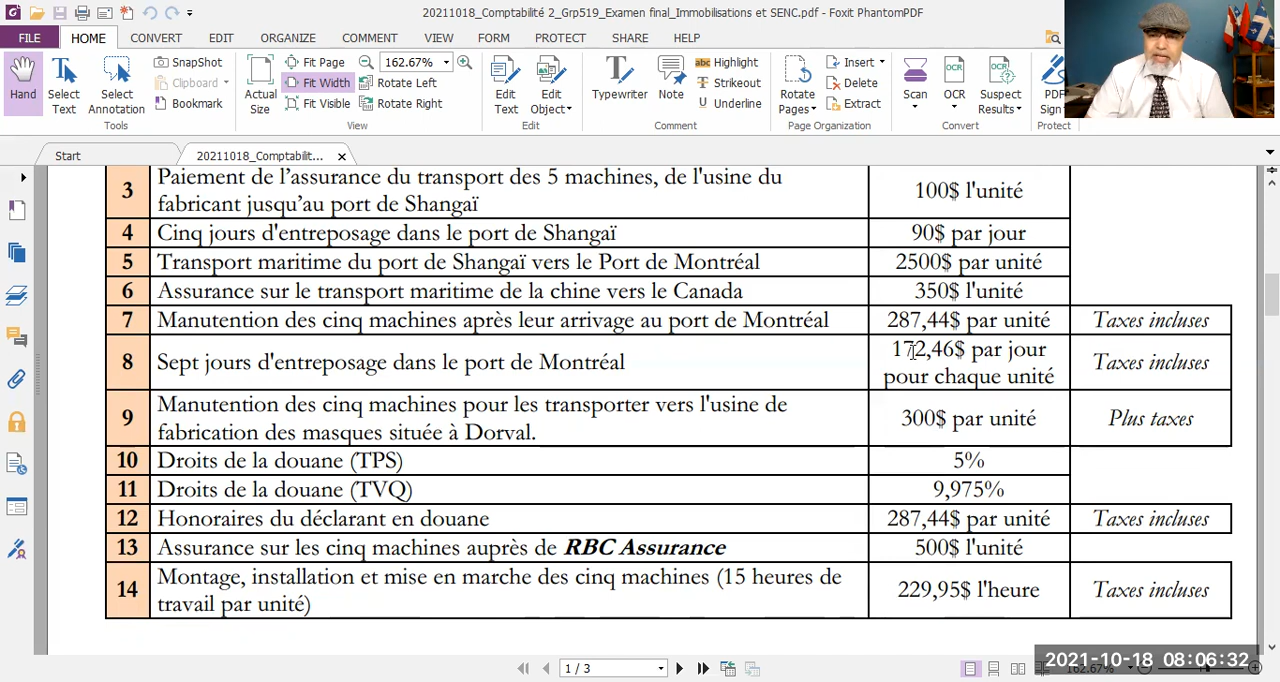 20211018_Comptabilité 2_Grp519_Examen final_Immobilisations et SENC.pdf - Foxit PhantomPDF
FILE HOME CONVERT EDIT ORGANIZE COMMENT VIEW FORM PROTECT SHARE HELP
Hand
Select
Text
Select
Annotation
SnapShot
Clipboard
Bookmark
Tools
Actual
Size
Fit Page
Fit Width
Fit Visible
162.67%
Rotate Left
Rotate Right
View
Edit
Text
Edit
Object
Edit
Typewriter
Note
abc Highlight
Strikeout
U Underline
Comment
Rotate
Pages
Insert
Delete
Extract
Page Organization
Scan
OCR
OCR
Suspect
Results
Convert
PDF
Sign
Protect
Start
20211018_Comptabilit...
3 Paiement de l'assurance du transport des 5 machines, de l'usine du
fabricant jusqu'au port de Shangaï
100$ l'unité
4 Cinq jours d'entreposage dans le port de Shangaï 90$ par jour
5 Transport maritime du port de Shangaï vers le Port de Montréal 2500$ par unité
6 Assurance sur le transport maritime de la chine vers le Canada 350$ l'unité
7 Manutention des cinq machines après leur arrivage au port de Montréal 287,44$ par unité Taxes incluses
8 Sept jours d'entreposage dans le port de Montréal
172,46$ par jour
pour chaque unité
Taxes incluses
9 Manutention des cinq machines pour les transporter vers l'usine de
fabrication des masques située à Dorval.
300$ par unité
Plus taxes
10 Droits de la douane (TPS) 5%
11 Droits de la douane (TVQ) 9,975%
12 Honoraires du déclarant en douane 287,44$ par unité Taxes incluses
13 Assurance sur les cinq machines auprès de RBC Assurance 500$ l'unité
14 Montage, installation et mise en marche des cinq machines (15 heures de
travail par unité)
229,95$ l'heure
Taxes incluses
1 / 3
2021-10-18 08:06:32